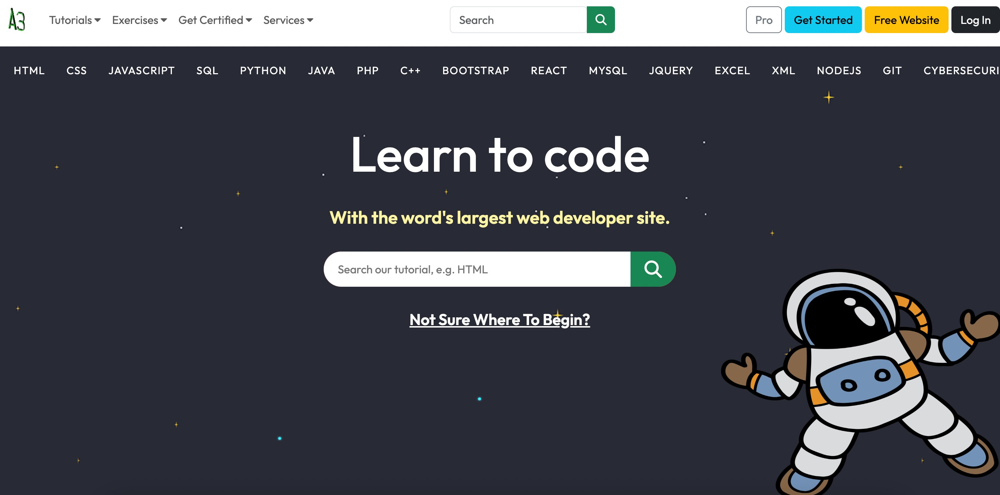 A3 Tutorials Exercises Get Certified Services Search Pro Get Started Free Website Log In
HTML CSS JAVASCRIPT SQL PYTHON JAVA PHP C++ BOOTSTRAP REACT MYSQL JQUERY EXCEL XML NODEJS GIT CYBERSECURI
Learn to code
With the word's largest web developer site.
Search our tutorial, e.g. HTML
Not Sure Where To Begin?